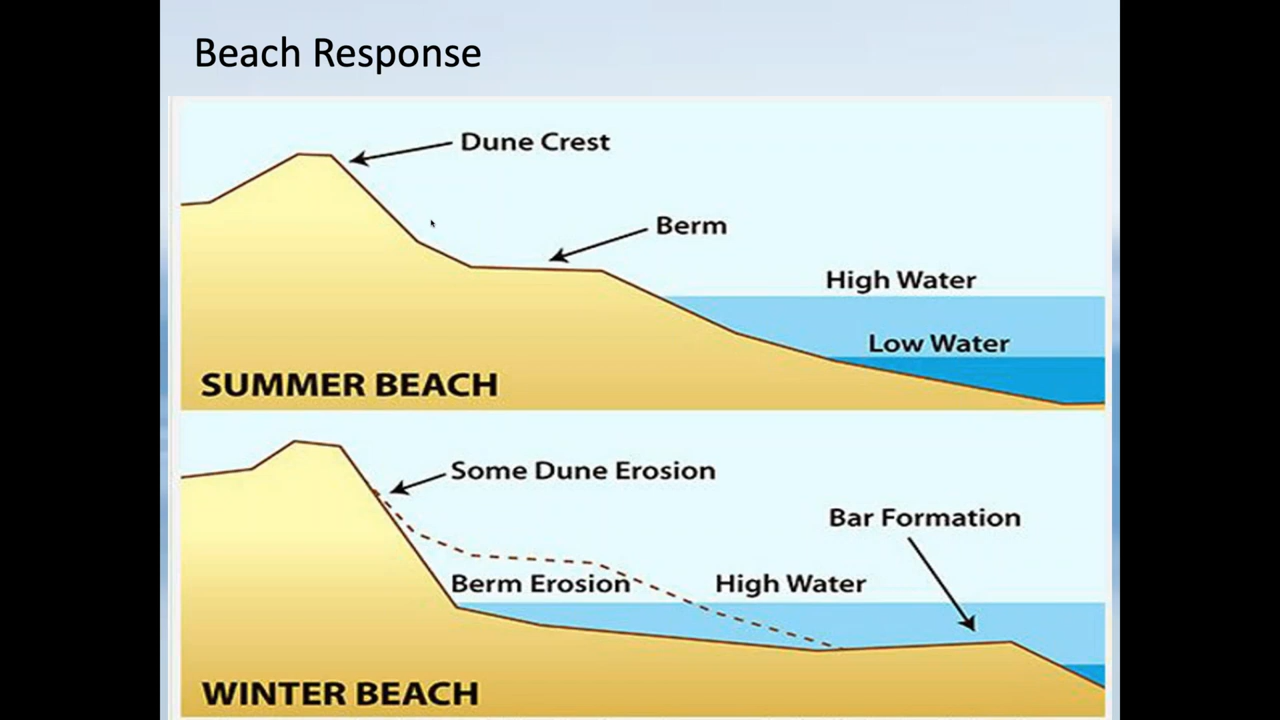 Beach Response
Dune Crest
Berm
High Water
Low Water
SUMMER BEACH
Some Dune Erosion
Bar Formation
Berm Erosion
High Water
WINTER BEACH